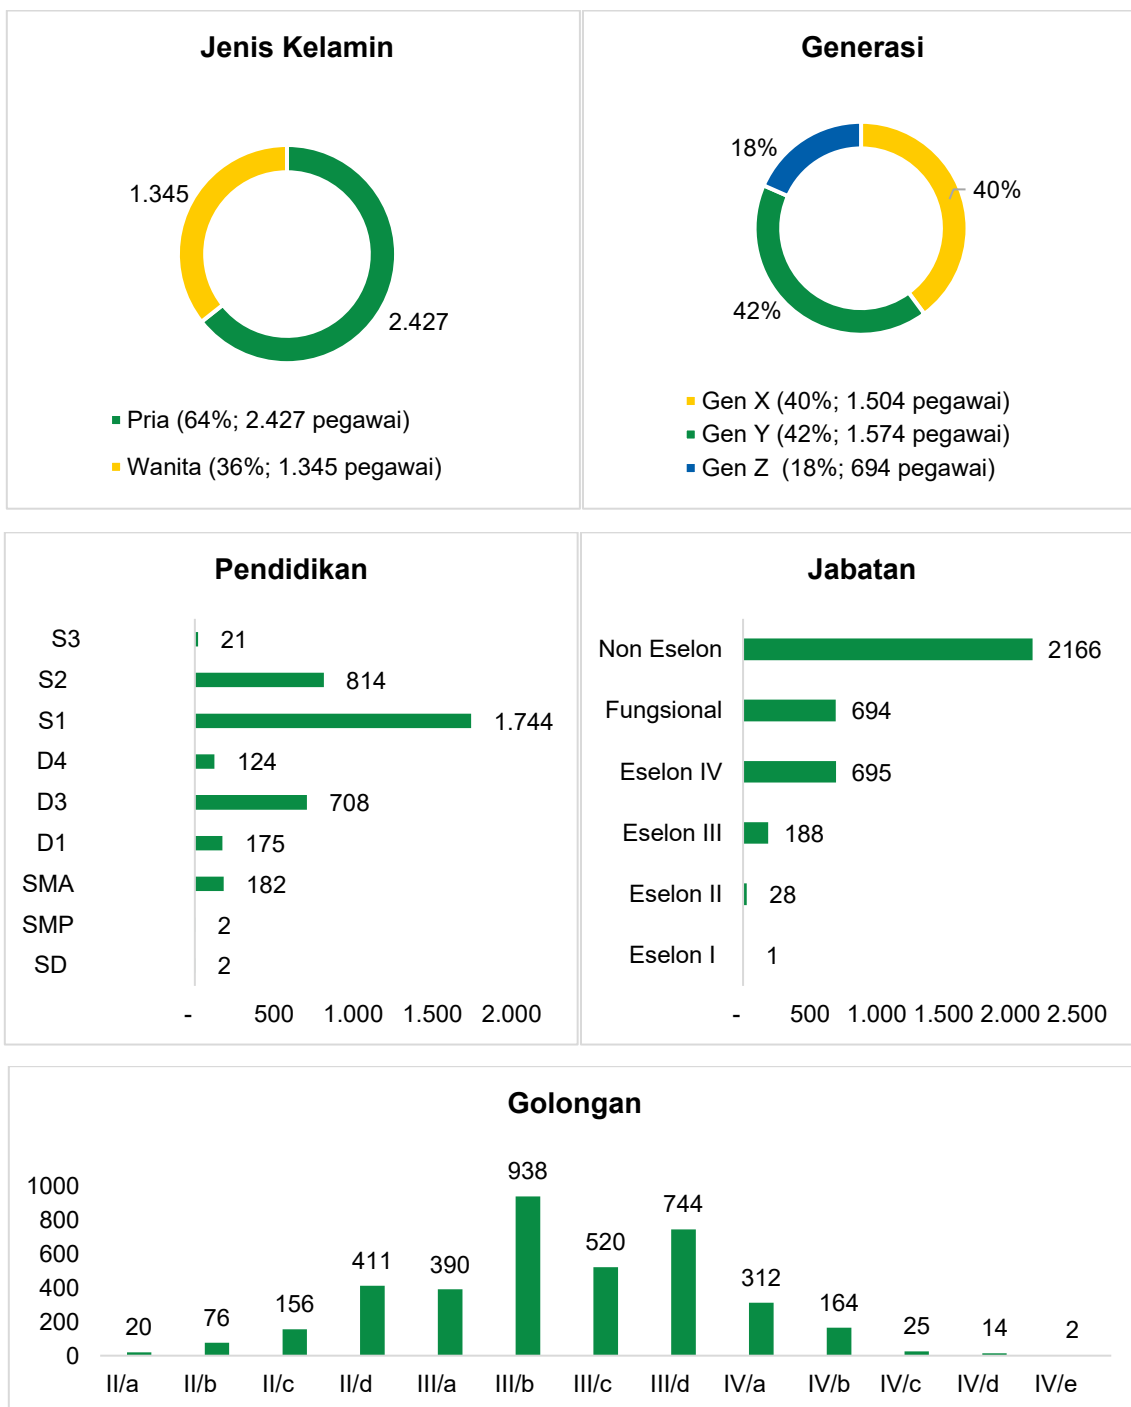 Jenis Kelamin
1.345
2.427
Pria (64%; 2.427 pegawai)
Wanita (36%; 1.345 pegawai)
Generasi
18%
40%
42%
Gen X (40%; 1.504 pegawai)
Gen Y (42%; 1.574 pegawai)
Gen Z (18%; 694 pegawai)
Pendidikan
S3 21
S2 814
S1 1.744
D4 124
D3 708
D1 175
SMA 182
SMP 2
SD 2
- 500 1.000 1.500 2.000
Jabatan
Non Eselon 2166
Fungsional 694
Eselon IV 695
Eselon III 188
Eselon II 28
Eselon I 1
- 500 1.000 1.500 2.000 2.500
Golongan
1000
800
600
400
200
0
20 76 156 411 390 938 520 744 312 164 25 14 2
II/a II/b II/c II/d III/a III/b III/c III/d IV/a IV/b IV/c IV/d IV/e